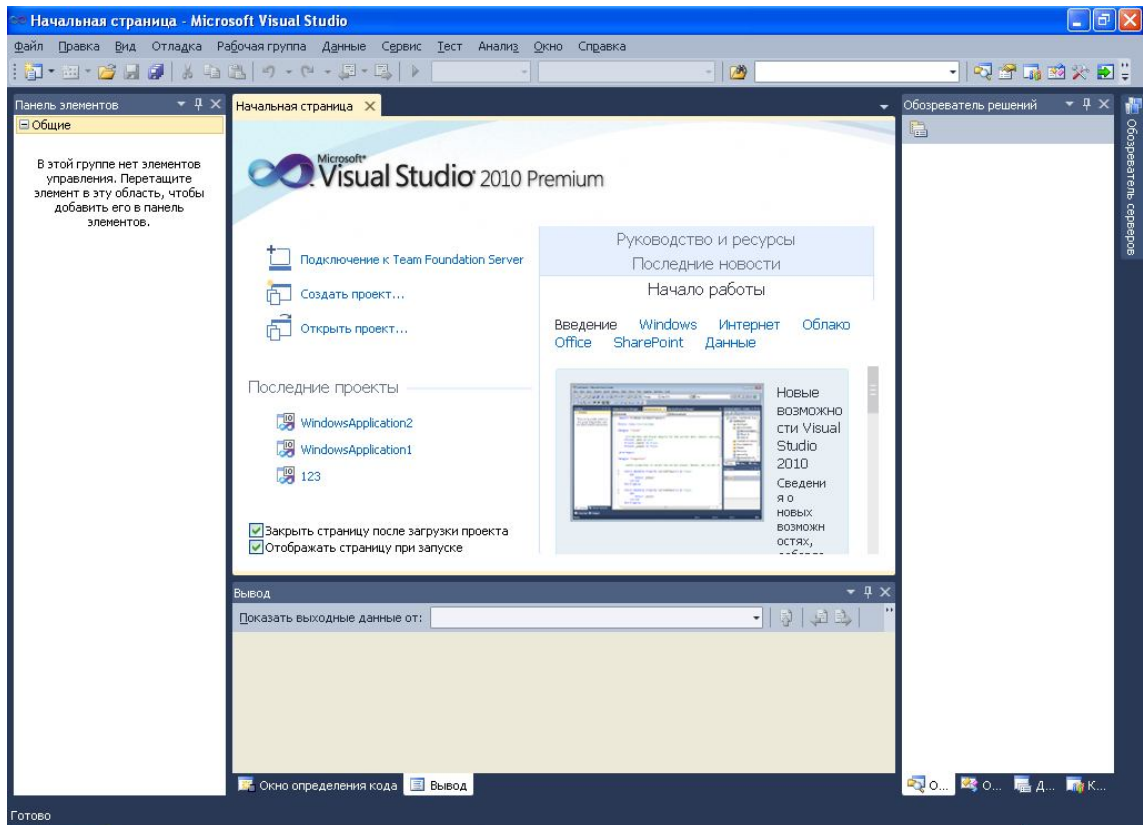 Начальная страница - Microsoft Visual Studio
Файл Правка Вид Отладка Рабочая группа Данные Сервис Тест Анализ Окно Справка
Панель элементов
Общие
В этой группе нет элементов
управления. Перетащите
элемент в эту область, чтобы
добавить его в панель
элементов.
Начальная страница
Microsoft
Visual Studio 2010 Premium
Подключение к Team Foundation Server
Создать проект...
Открыть проект...
Последние проекты
WindowsApplication2
WindowsApplication1
123
Закрыть страницу после загрузки проекта
Отображать страницу при запуске
Руководство и ресурсы
Последние новости
Начало работы
Введение Windows Интернет Облако
Office SharePoint Данные
Новые
возможно
сти Visual
Studio
2010
Сведени
я о
новых
возможн
остях,
Вывод
Показать выходные данные от:
Окно определения кода Вывод
Обозреватель решений
О... О... Д... К...
Обозреватель серверов
Готово